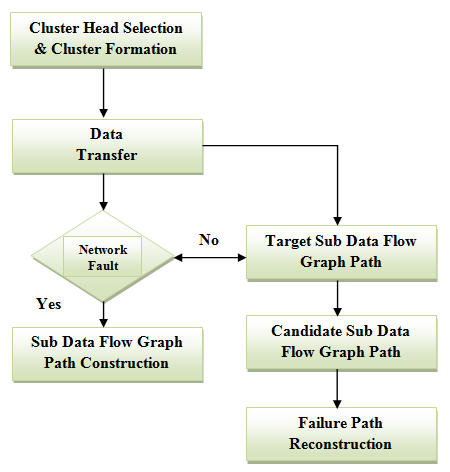 Cluster Head Selection
& Cluster Formation
Data
Transfer
Network
Fault
No
Target Sub Data Flow
Graph Path
Yes
Sub Data Flow Graph
Path Construction
Candidate Sub Data
Flow Graph Path
Failure Path
Reconstruction